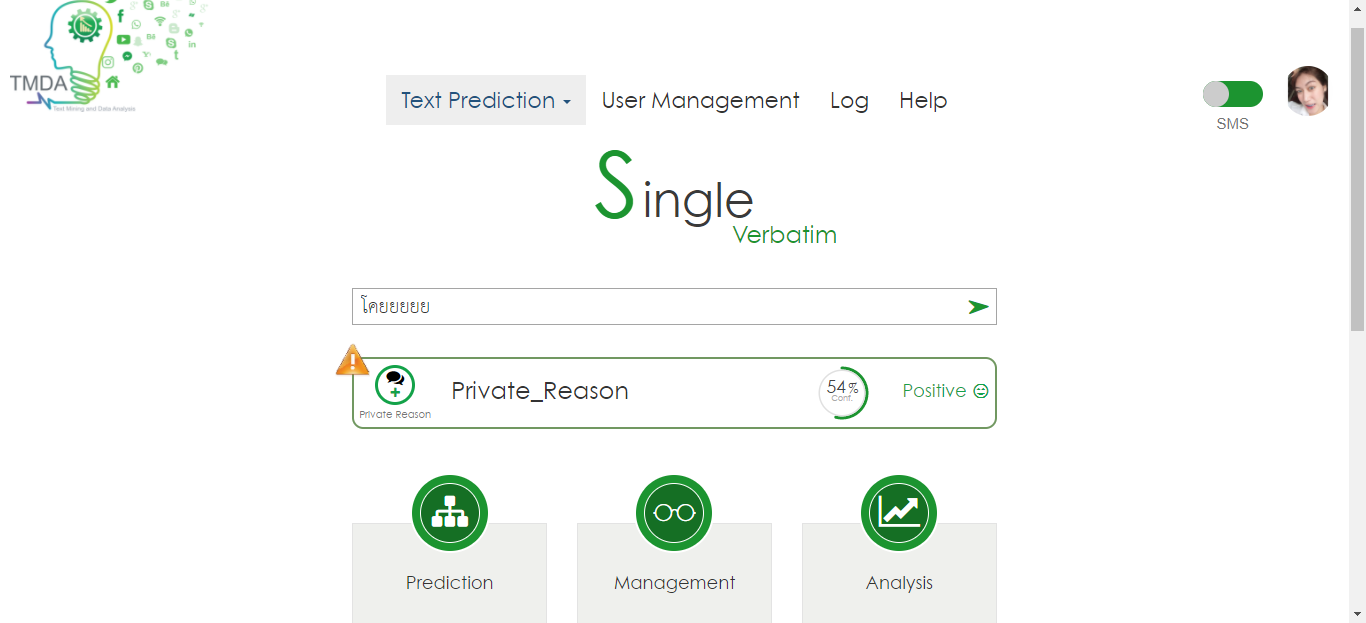 TMDA
Text Mining and Data Analysis
Text Prediction User Management Log Help
SMS
Single
Verbatim
โคยยยยย
Private Reason
Private_Reason
54%
Conf.
Positive
Prediction
Management
Analysis